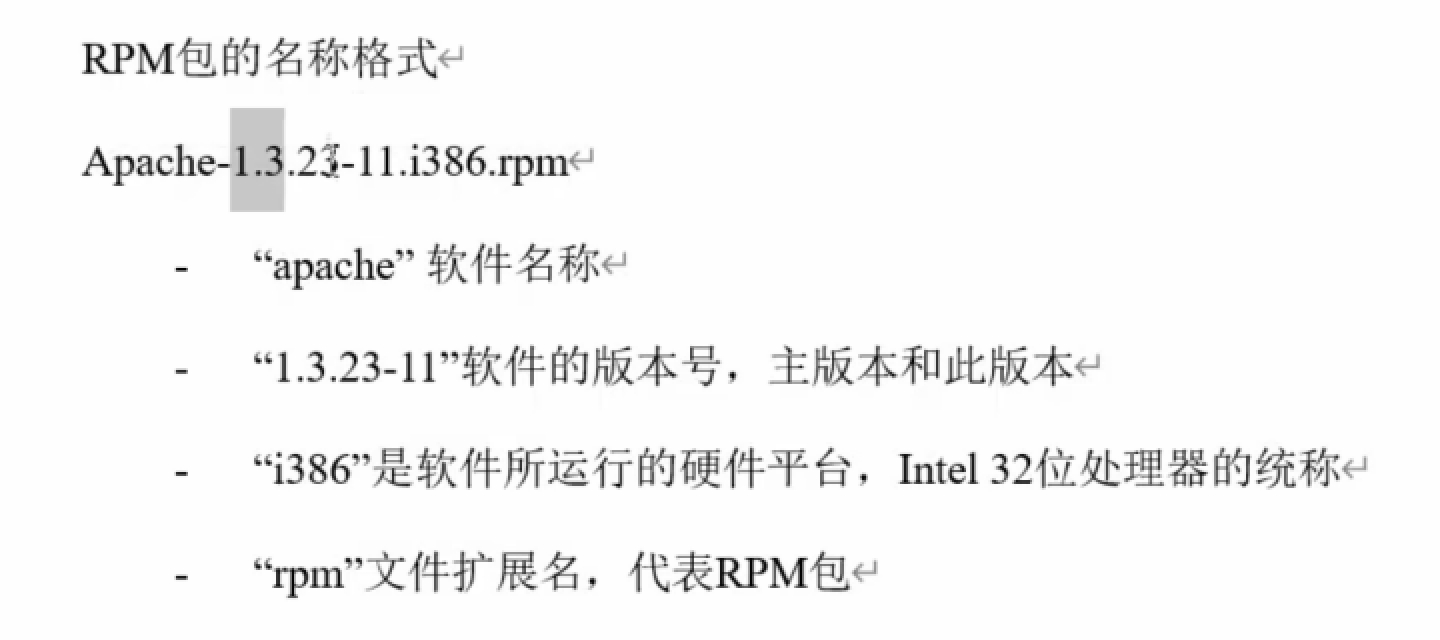 RPM包的名称格式
Apache-1.3.23-11.i386.rpm
- “apache” 软件名称
- “1.3.23-11”软件的版本号，主版本和此版本
- “i386”是软件所运行的硬件平台，Intel 32位处理器的统称
- “rpm”文件扩展名，代表RPM包